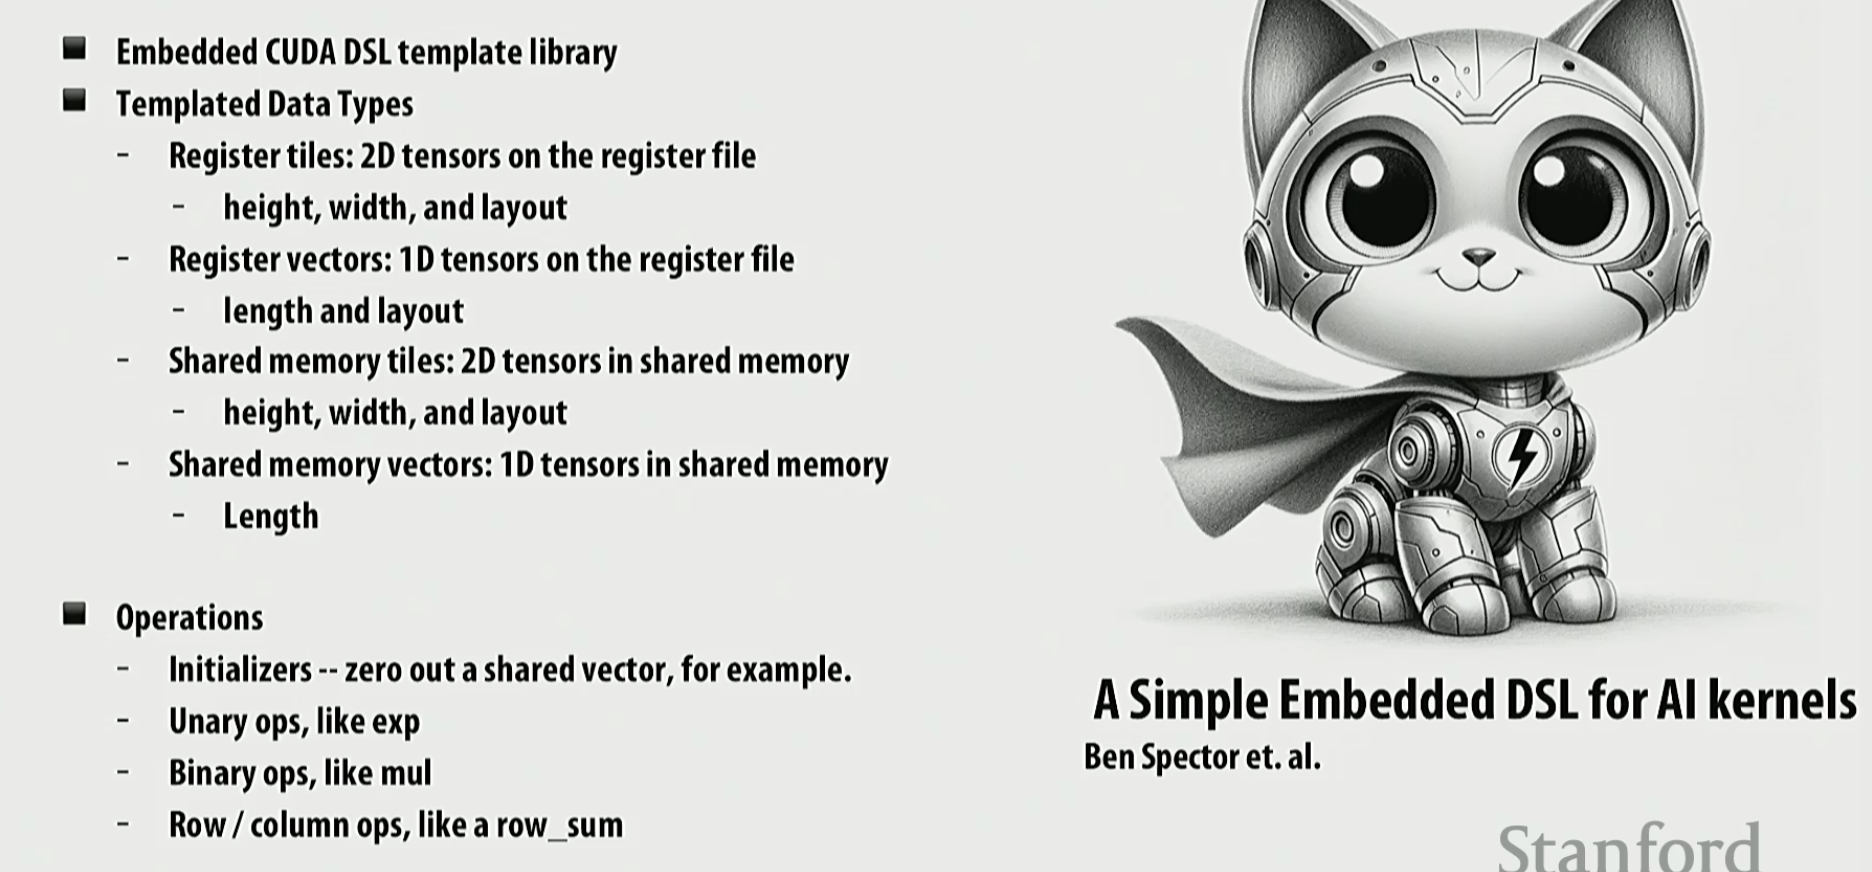 Embedded CUDA DSL template library
Templated Data Types
- Register tiles: 2D tensors on the register file
- height, width, and layout
- Register vectors: 1D tensors on the register file
- length and layout
- Shared memory tiles: 2D tensors in shared memory
- height, width, and layout
- Shared memory vectors: 1D tensors in shared memory
- Length
Operations
- Initializers -- zero out a shared vector, for example.
- Unary ops, like exp
- Binary ops, like mul
- Row / column ops, like a row_sum
A Simple Embedded DSL for AI kernels
Ben Spector et. al.
Stanford